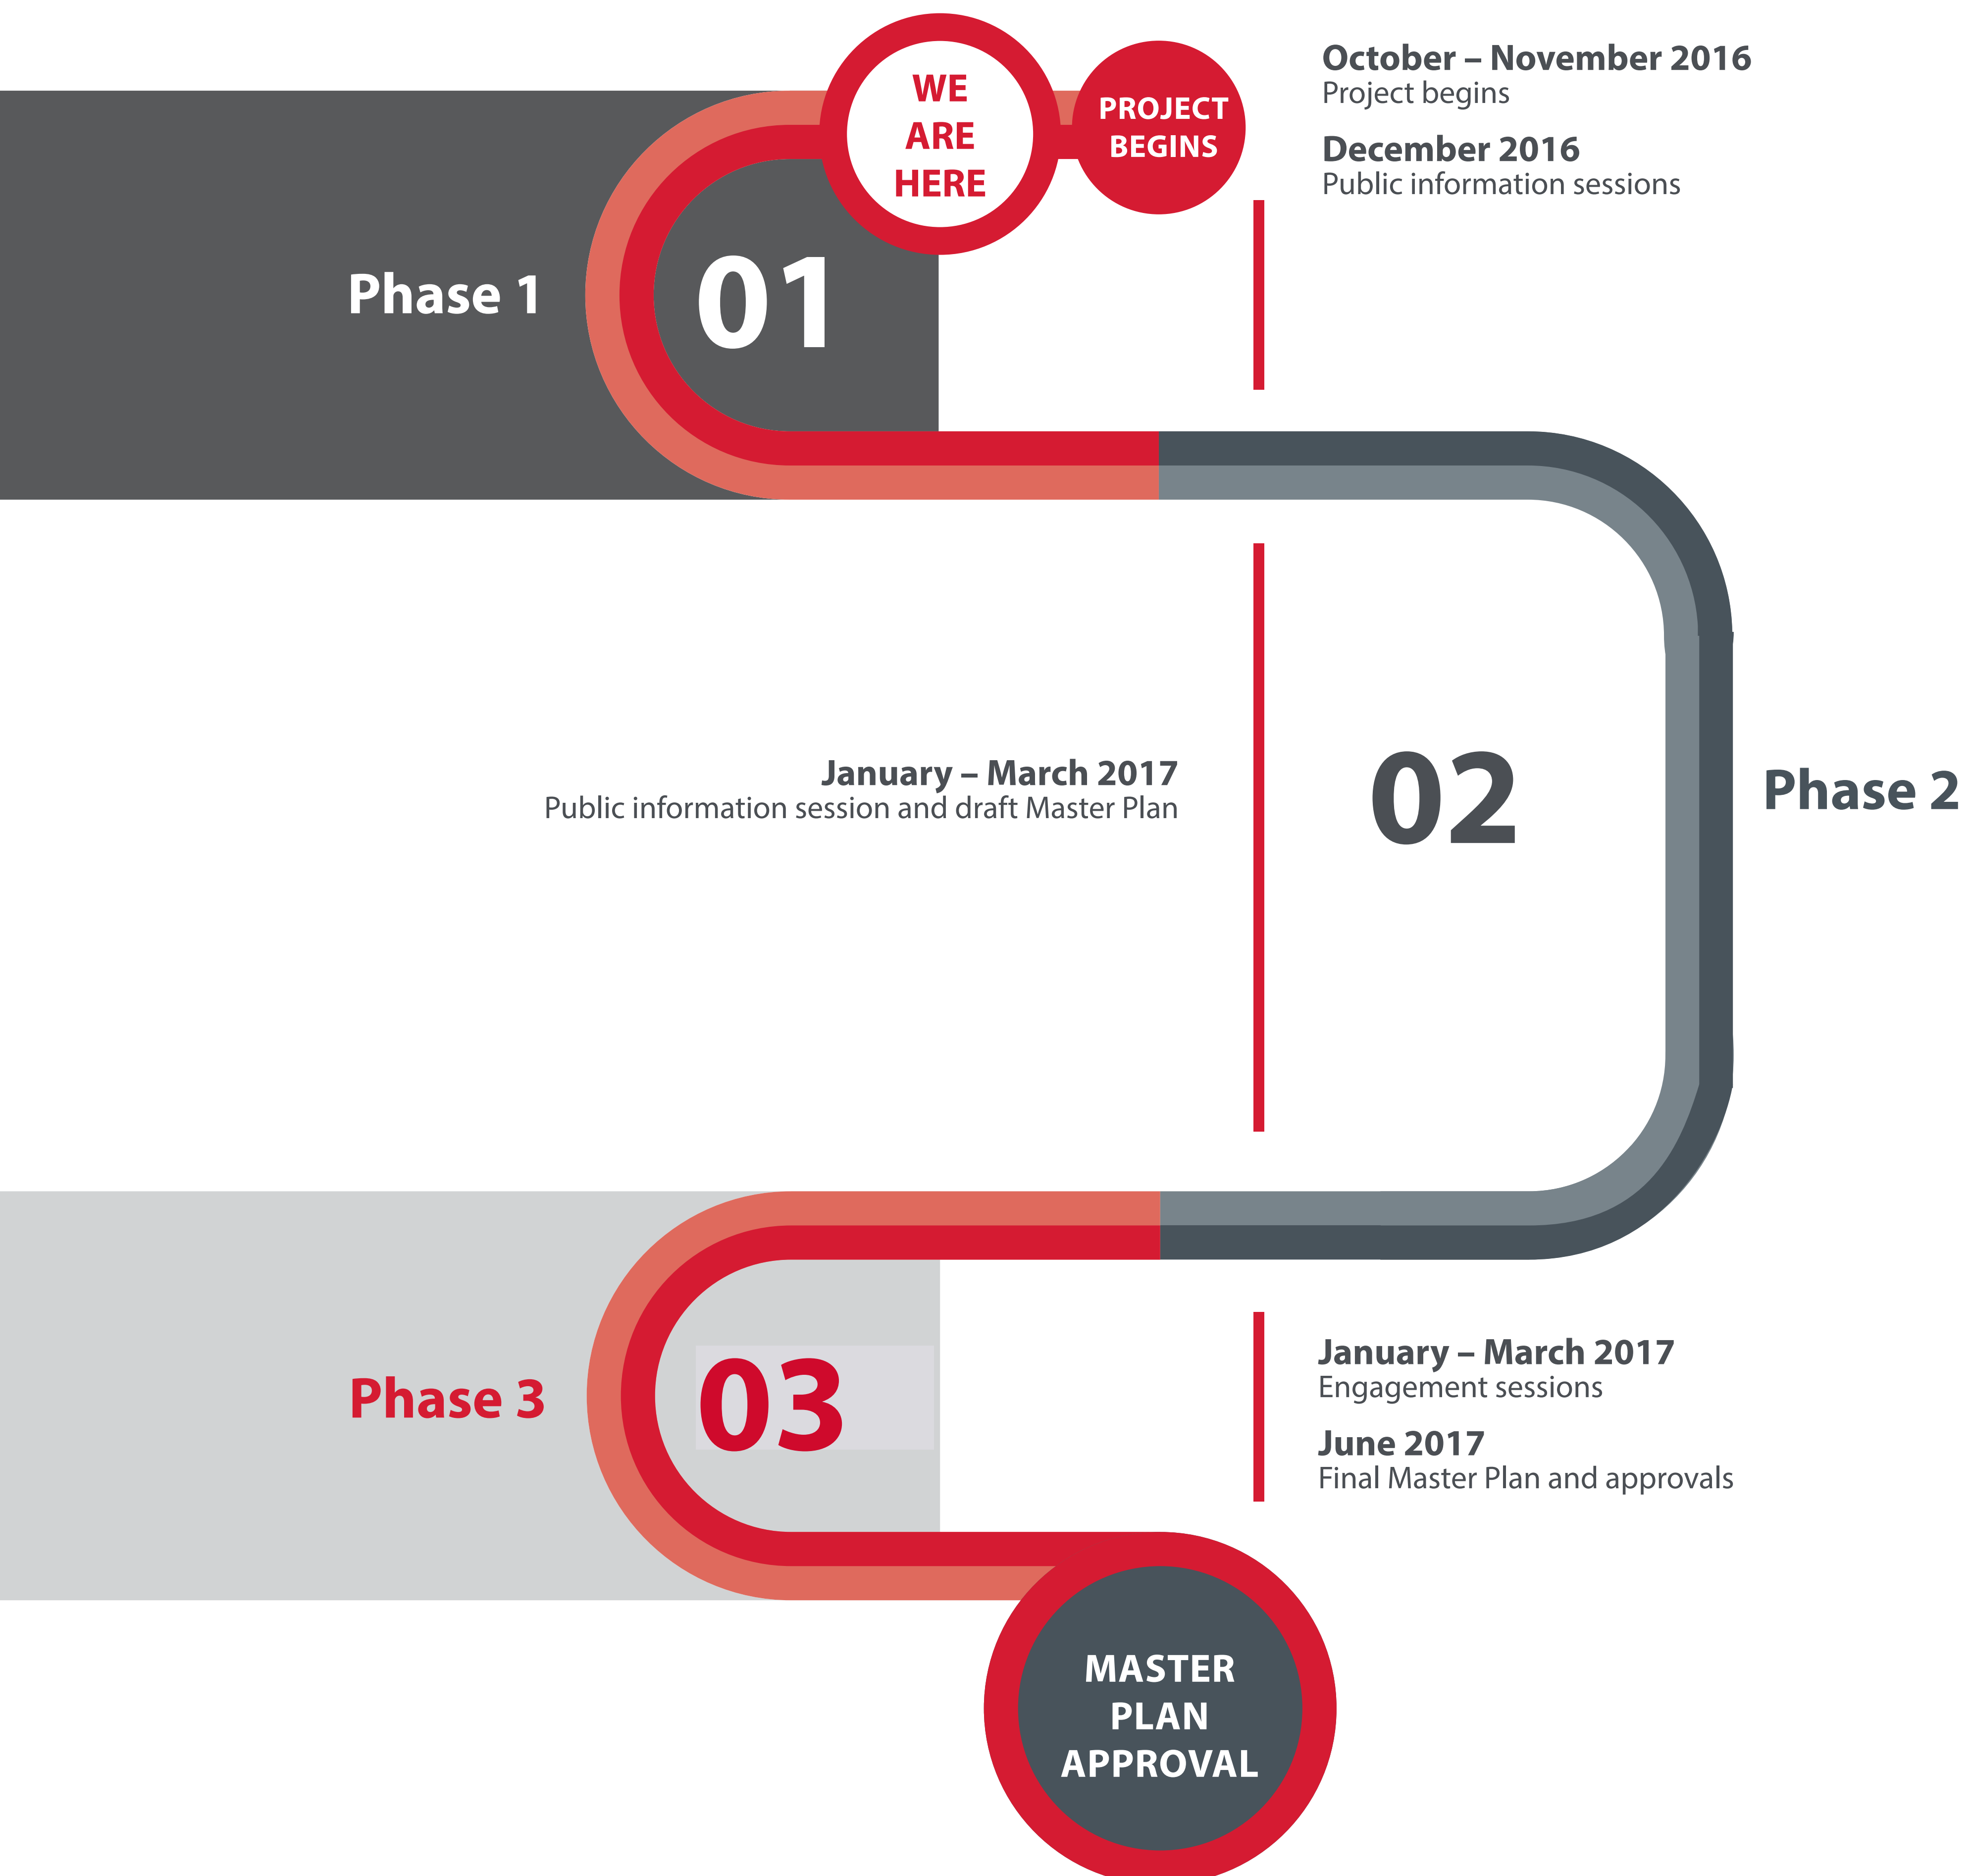 WE
ARE
HERE
PROJECT
BEGINS
October – November 2016
Project begins
December 2016
Public information sessions
Phase 1
01
January – March 2017
Public information session and draft Master Plan
02
Phase 2
Phase 3
03
January – March 2017
Engagement sessions
June 2017
Final Master Plan and approvals
MASTER
PLAN
APPROVAL